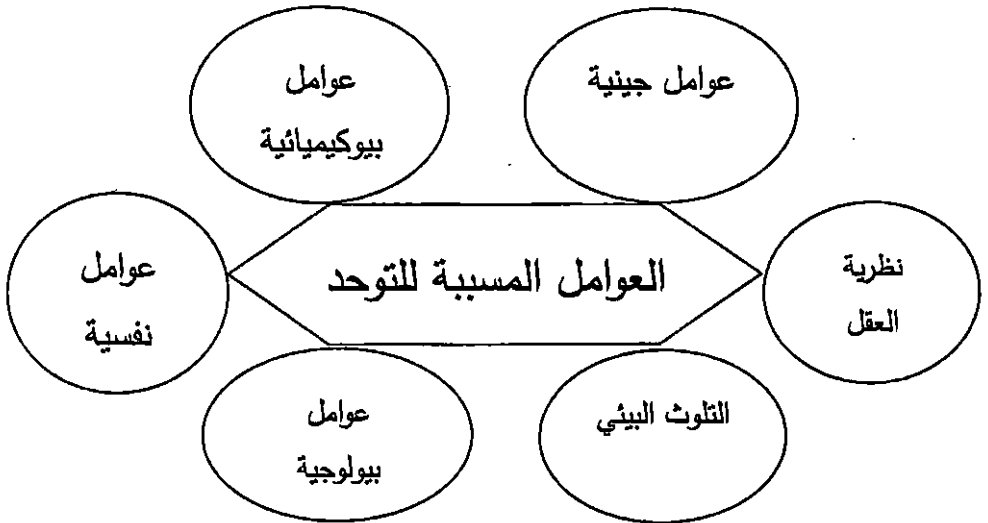 عوامل جينية
عوامل
بيوكيميائية
نظرية
العقل
العوامل المسببة للتوحد
عوامل
نفسية
التلوث البيئي
عوامل
بيولوجية